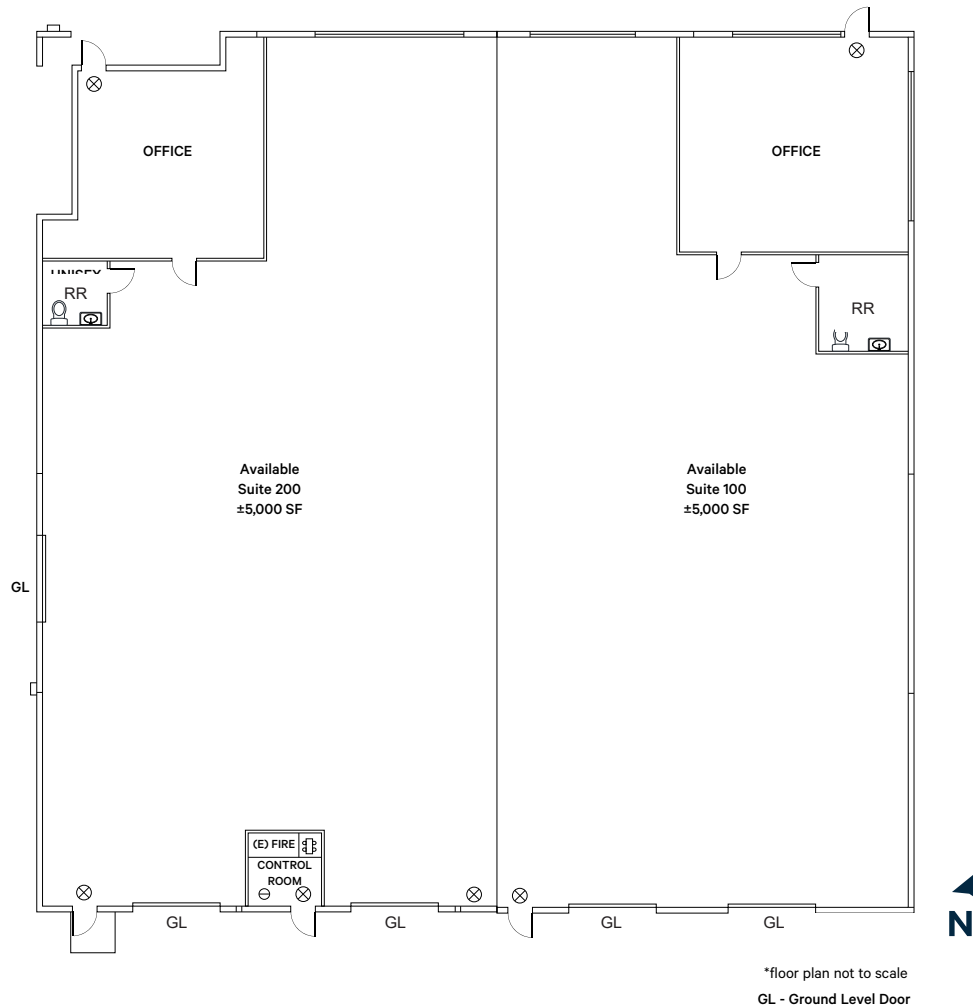 OFFICE
OFFICE
RR
RR
Available
Suite 200
±5,000 SF
Available
Suite 100
±5,000 SF
GL
(E) FIRE
CONTROL
ROOM
GL
GL
GL
GL
N
*floor plan not to scale
GL - Ground Level Door